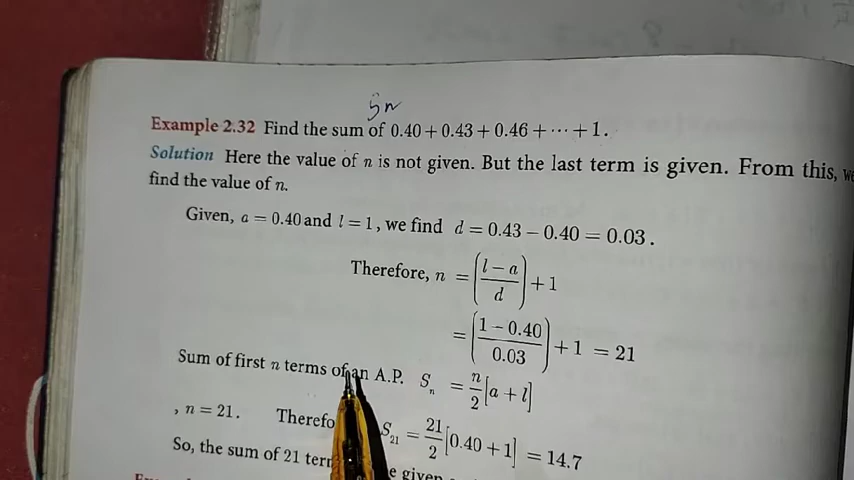 Sn
Example 2.32 Find the sum of 0.40 + 0.43 + 0.46 + ⋯ + 1.
Solution Here the value of n is not given. But the last term is given. From this, we
find the value of n.
Given, a = 0.40 and l = 1, we find d = 0.43 − 0.40 = 0.03.
Therefore, n = ((l − a)/d) + 1
= ((1 − 0.40)/0.03) + 1 = 21
Sum of first n terms of an A.P. Sₙ = n/2[a + l]
, n = 21. S₂₁ = 21/2[0.40 + 1] = 14.7
So, the sum of 21 given